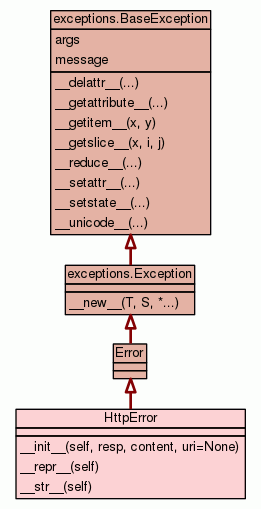 exceptions.BaseException
args
message
__delattr__(...)
__getattribute__(...)
__getitem__(x, y)
__getslice__(x, i, j)
__reduce__(...)
__setattr__(...)
__setstate__(...)
__unicode__(...)
exceptions.Exception
__new__(T, S, *...)
Error
HttpError
__init__(self, resp, content, uri=None)
__repr__(self)
__str__(self)